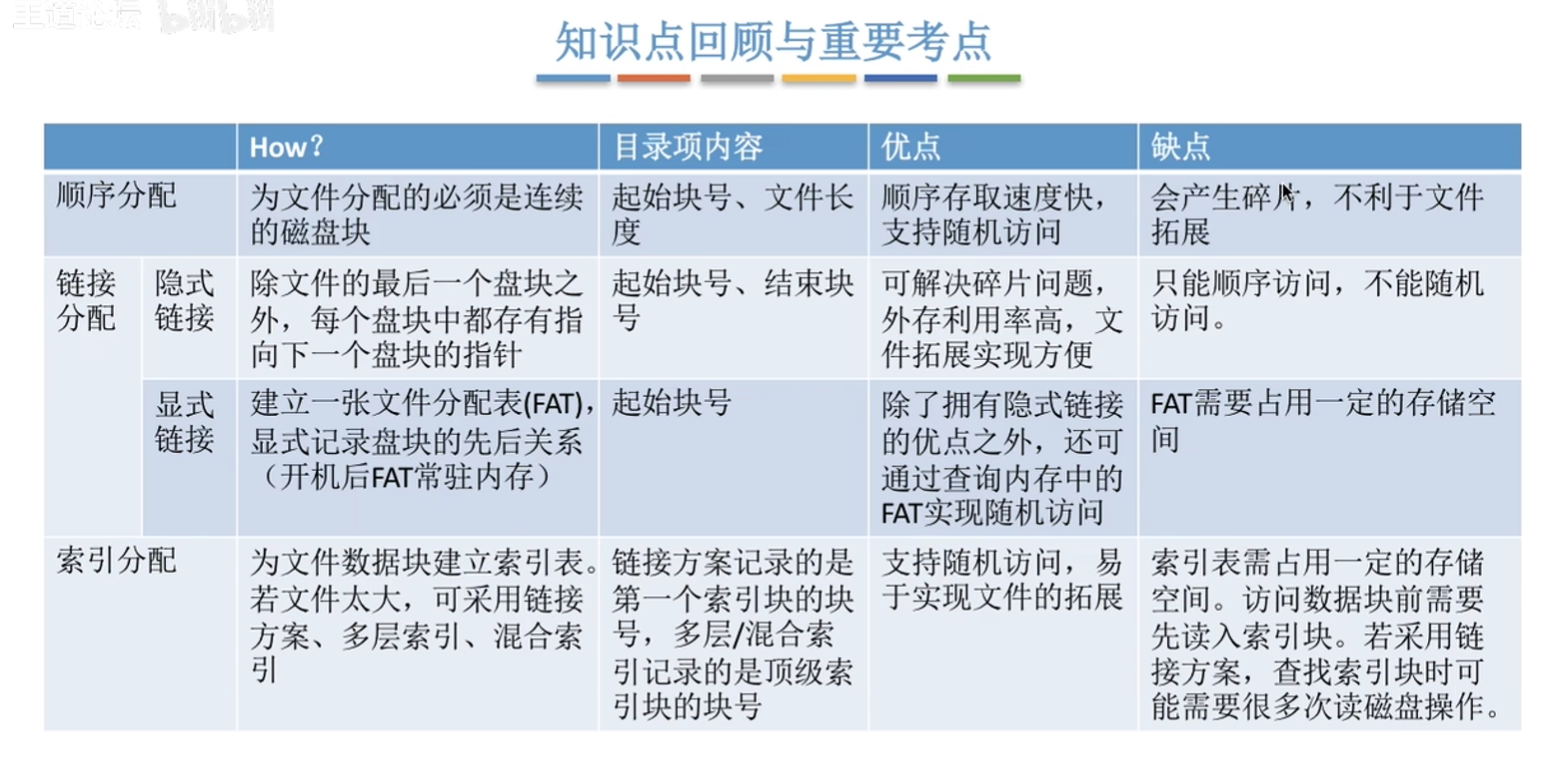 王道论坛 bilibili
知识点回顾与重要考点
How? 目录项内容 优点 缺点
顺序分配
为文件分配的必须是连续
的磁盘块
起始块号、文件长
度
顺序存取速度快，
支持随机访问
会产生碎片，不利于文件
拓展
链接
分配
隐式
链接
除文件的最后一个盘块之
外，每个盘块中都存有指
向下一个盘块的指针
起始块号、结束块
号
可解决碎片问题，
外存利用率高，文
件拓展实现方便
只能顺序访问，不能随机
访问。
显式
链接
建立一张文件分配表(FAT)，
显式记录盘块的先后关系
（开机后FAT常驻内存）
起始块号
除了拥有隐式链接
的优点之外，还可
通过查询内存中的
FAT实现随机访问
FAT需要占用一定的存储空
间
索引分配
为文件数据块建立索引表。
若文件太大，可采用链接
方案、多层索引、混合索
引
链接方案记录的是
第一个索引块的块
号，多层/混合索
引记录的是顶级索
引块的块号
支持随机访问，易
于实现文件的拓展
索引表需占用一定的存储
空间。访问数据块前需要
先读入索引块。若采用链
接方案，查找索引块时可
能需要很多次读磁盘操作。